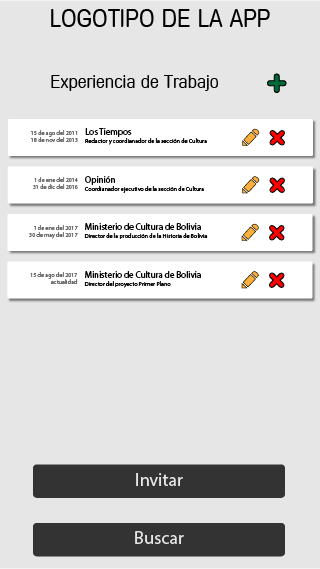 LOGOTIPO DE LA APP
Experiencia de Trabajo
15 de ago del 2011
18 de nov del 2013
Los Tiempos
Redactor y coordianador de la sección de Cultura
1 de ene del 2014
31 de dic del 2016
Opinión
Coordianador ejecutivo de la sección de Cultura
1 de ene del 2017
30 de may del 2017
Ministerio de Cultura de Bolivia
Director de la producción de la Historia de Bolivia
15 de ago del 2017
actualidad
Ministerio de Cultura de Bolivia
Director del proyecto Primer Plano
Invitar
Buscar